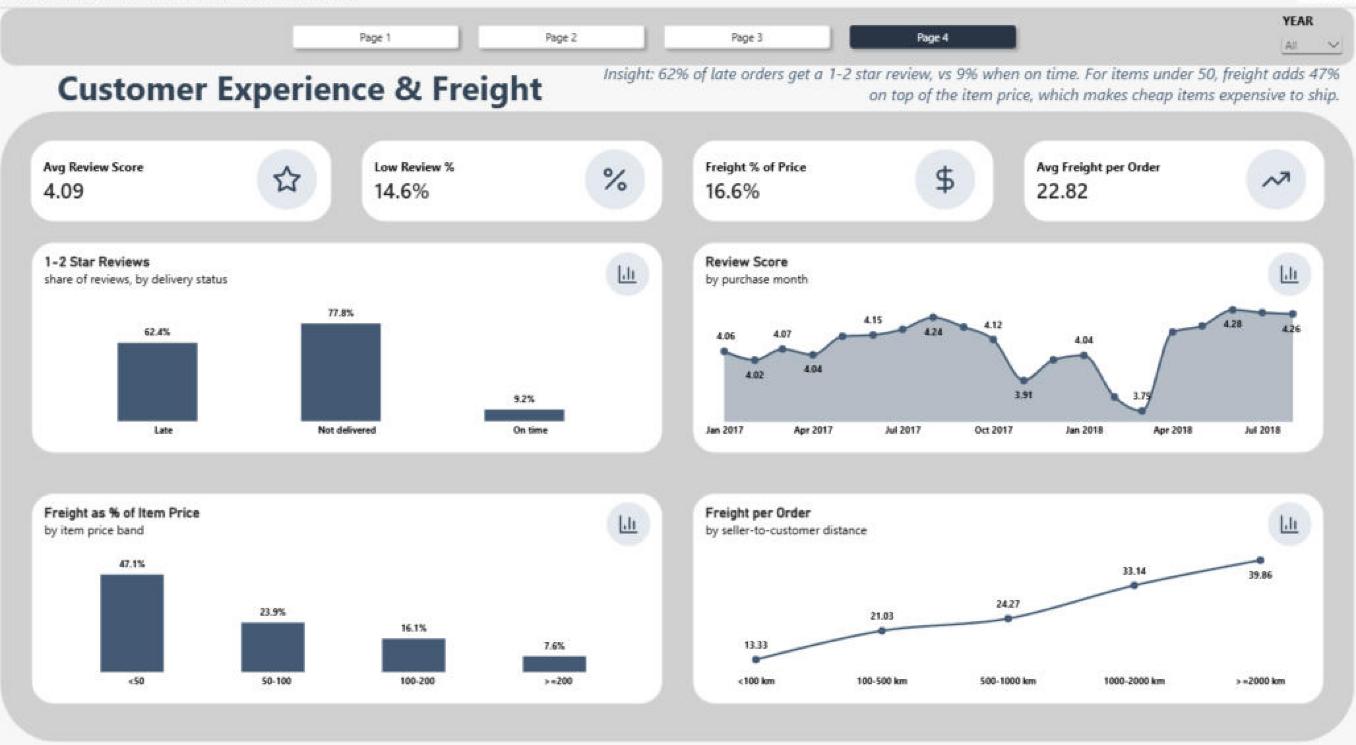 Page 1
Page 2
Page 3
Page 4
YEAR
All
Customer Experience & Freight
Insight: 62% of late orders get a 1-2 star review, vs 9% when on time. For items under 50, freight adds 47%
on top of the item price, which makes cheap items expensive to ship.
Avg Review Score
4.09
Low Review %
14.6%
Freight % of Price
16.6%
Avg Freight per Order
22.82
1-2 Star Reviews
share of reviews, by delivery status
62.4%
77.8%
9.2%
Late
Not delivered
On time
Review Score
by purchase month
4.06
4.02
4.07
4.04
4.15
4.24
4.12
3.91
4.04
3.75
4.28
4.26
Jan 2017
Apr 2017
Jul 2017
Oct 2017
Jan 2018
Apr 2018
Jul 2018
Freight as % of Item Price
by item price band
47.1%
23.9%
16.1%
7.6%
<50
50-100
100-200
>=200
Freight per Order
by seller-to-customer distance
13.33
21.03
24.27
33.14
39.86
<100 km
100-500 km
500-1000 km
1000-2000 km
>=2000 km